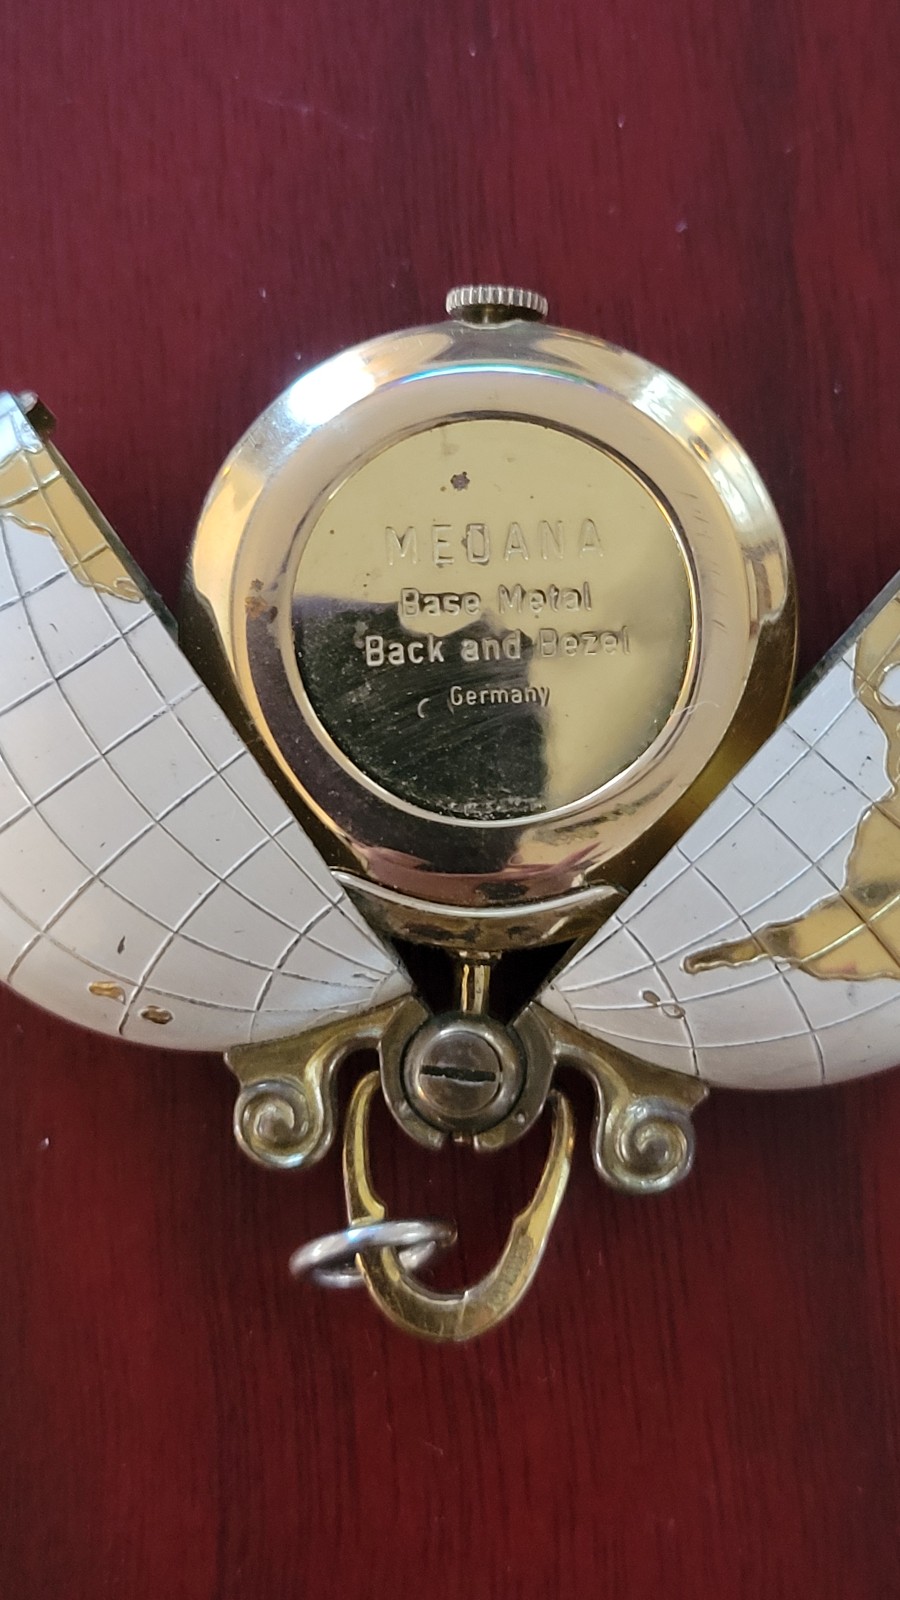 MEDANA
Base Metal
Back and Bezel
Germany